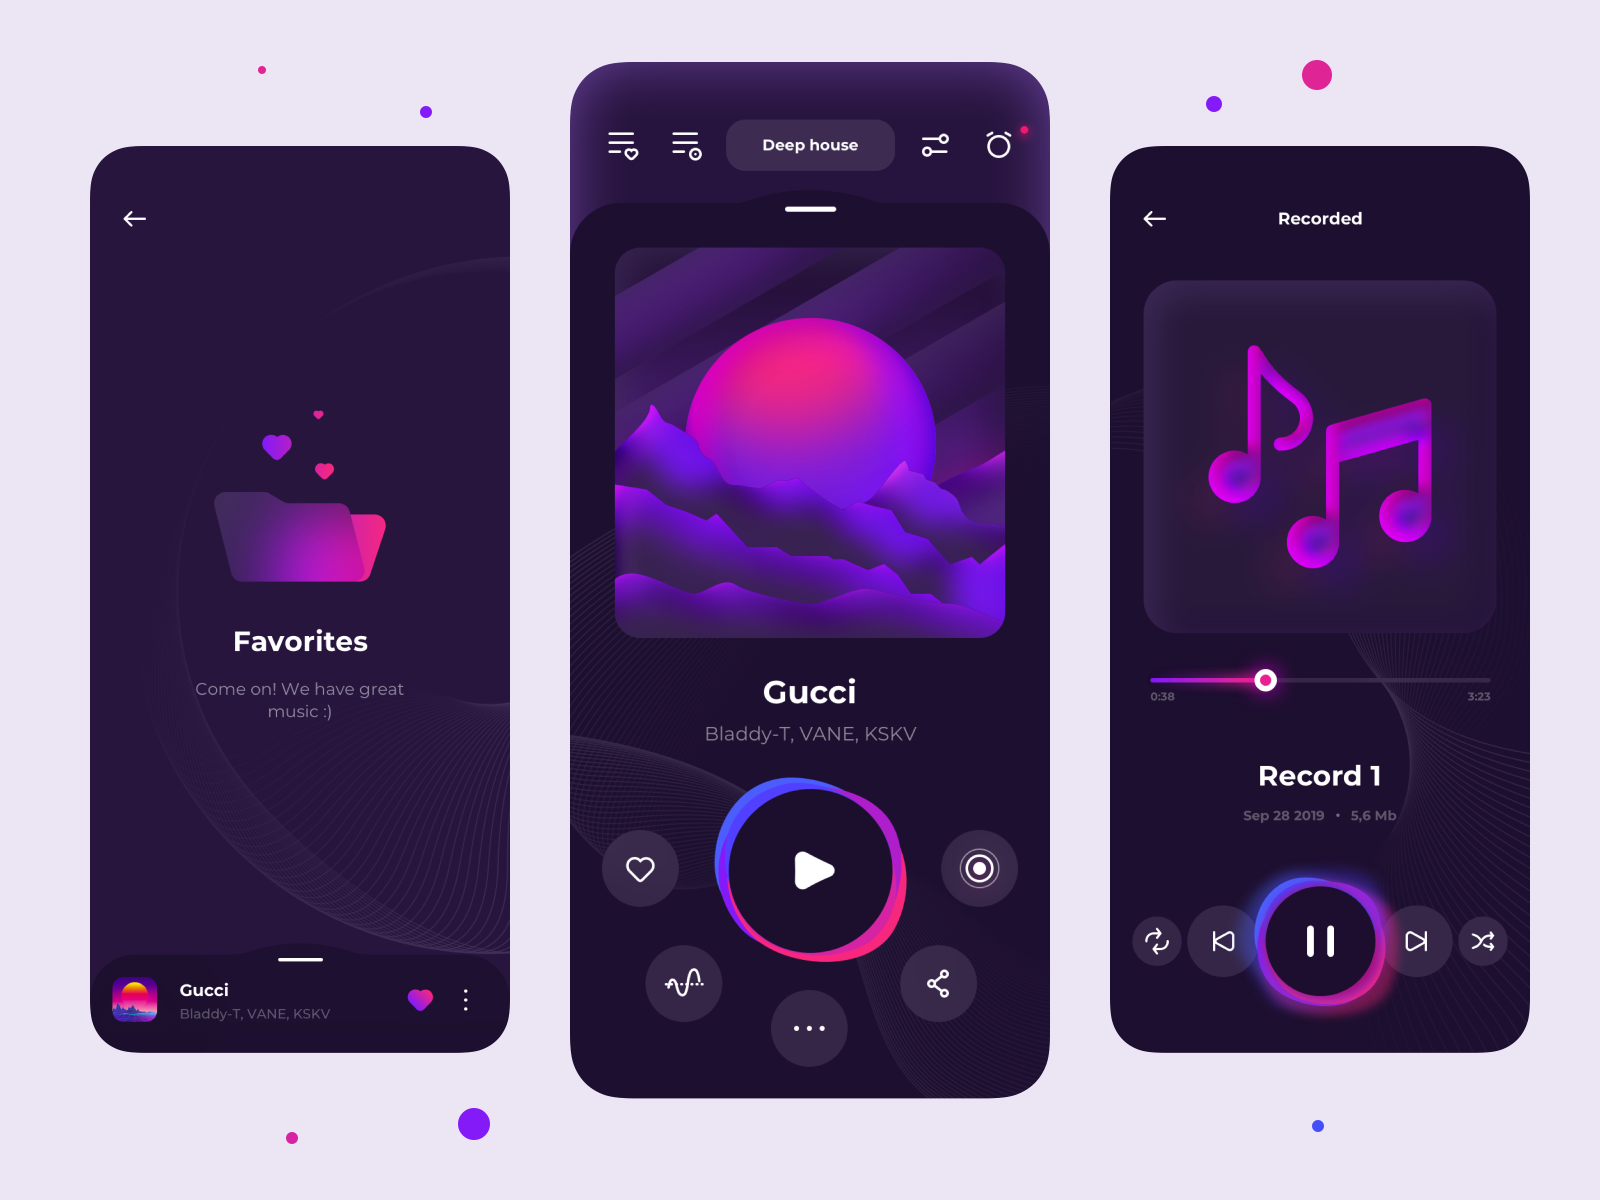 Favorites
Come on! We have great
music :)
Gucci
Bladdy-T, VANE, KSKV
Deep house
Gucci
Bladdy-T, VANE, KSKV
Recorded
0:38
3:23
Record 1
Sep 28 2019 • 5,6 Mb